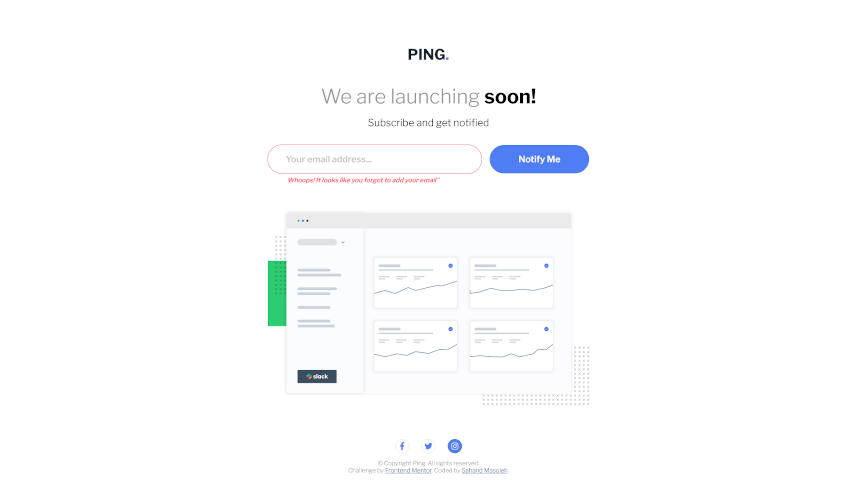 PING.
We are launching soon!
Subscribe and get notified
Your email address...
Notify Me
Whoops! It looks like you forgot to add your email"
slack
© Copyright Ping. All rights reserved.
Challenge by Frontend Mentor. Coded by Sahand Masuleh.